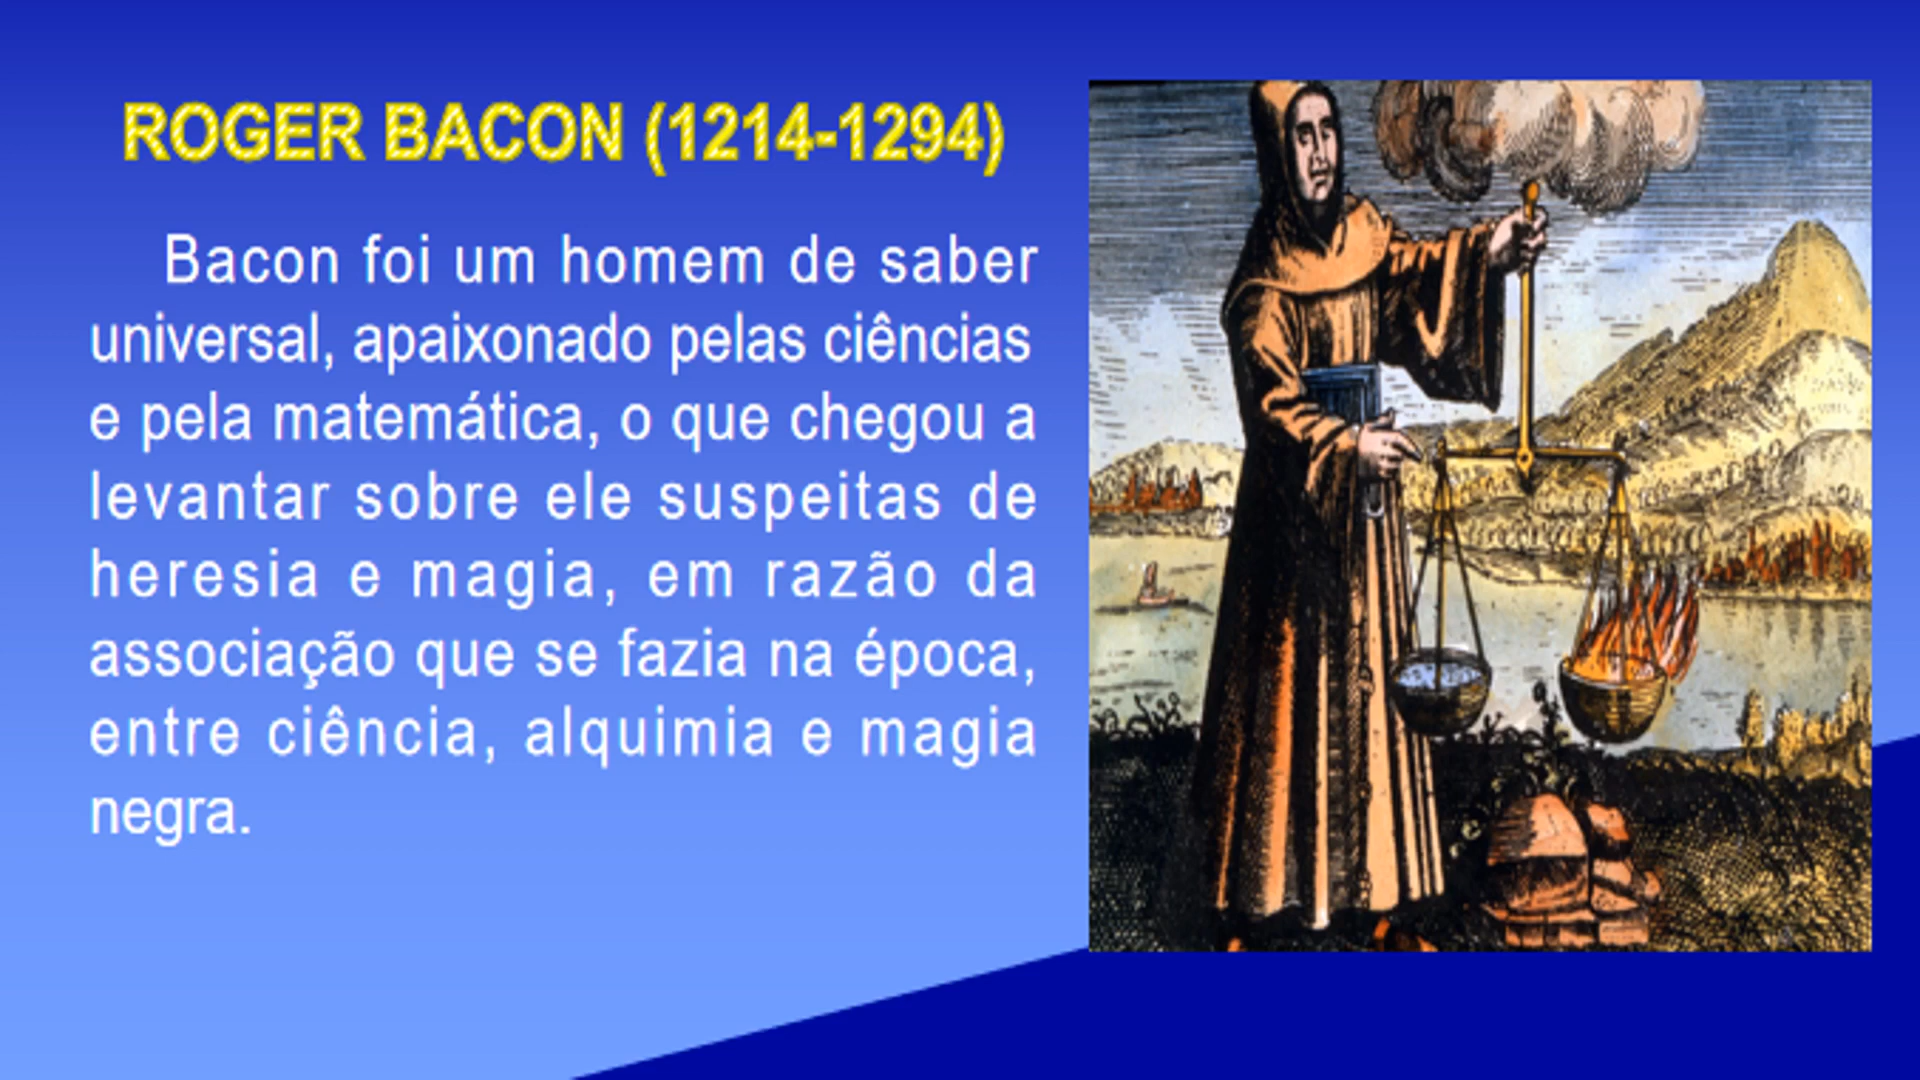 ROGER BACON (1214-1294)
Bacon foi um homem de saber
universal, apaixonado pelas ciências
e pela matemática, o que chegou a
levantar sobre ele suspeitas de
heresia e magia, em razão da
associação que se fazia na época,
entre ciência, alquimia e magia
negra.